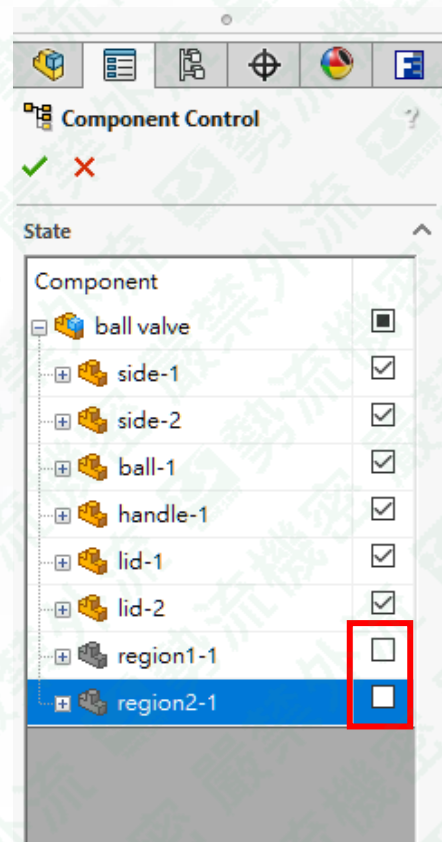 Component Control
?
State
Component
ball valve
side-1
side-2
ball-1
handle-1
lid-1
lid-2
region1-1
region2-1